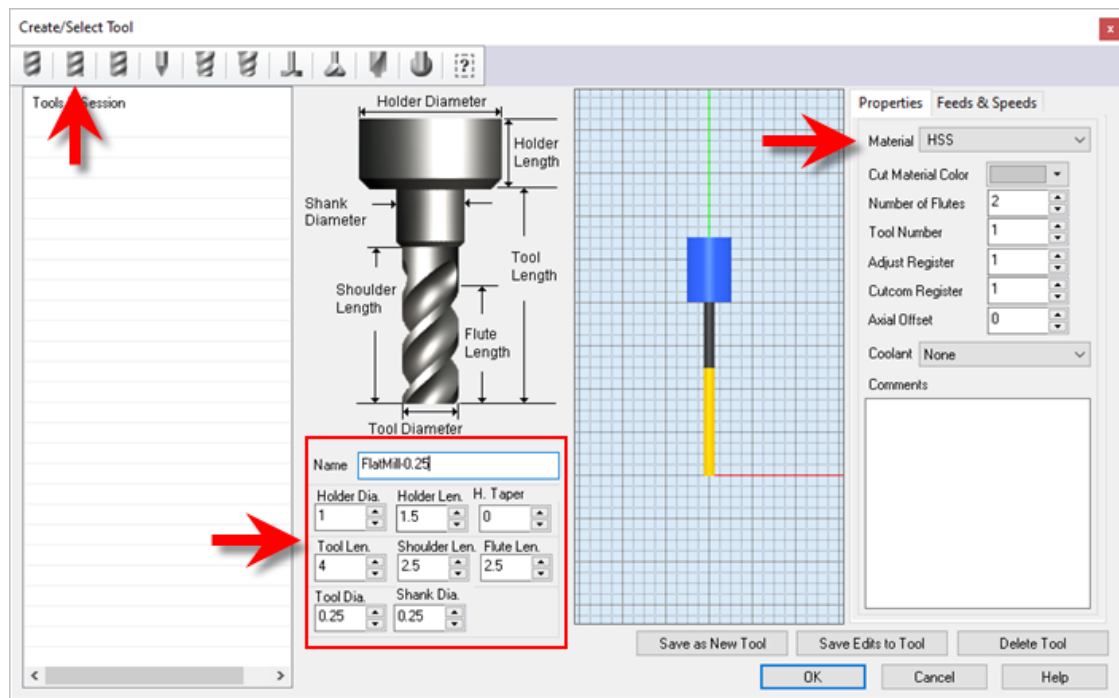 Create/Select Tool
Tools
Session
Holder Diameter
Holder
Length
Shank
Diameter
Tool
Length
Shoulder
Length
Flute
Length
Tool Diameter
Name FlatMill-0.25
Holder Dia. Holder Len. H. Taper
1 1.5 0
Tool Len. Shoulder Len. Flute Len.
4 2.5 2.5
Tool Dia. Shank Dia.
0.25 0.25
Properties Feeds & Speeds
Material HSS
Cut Material Color
Number of Flutes 2
Tool Number 1
Adjust Register 1
Cutcom Register 1
Axial Offset 0
Coolant None
Comments
Save as New Tool Save Edits to Tool Delete Tool
OK Cancel Help